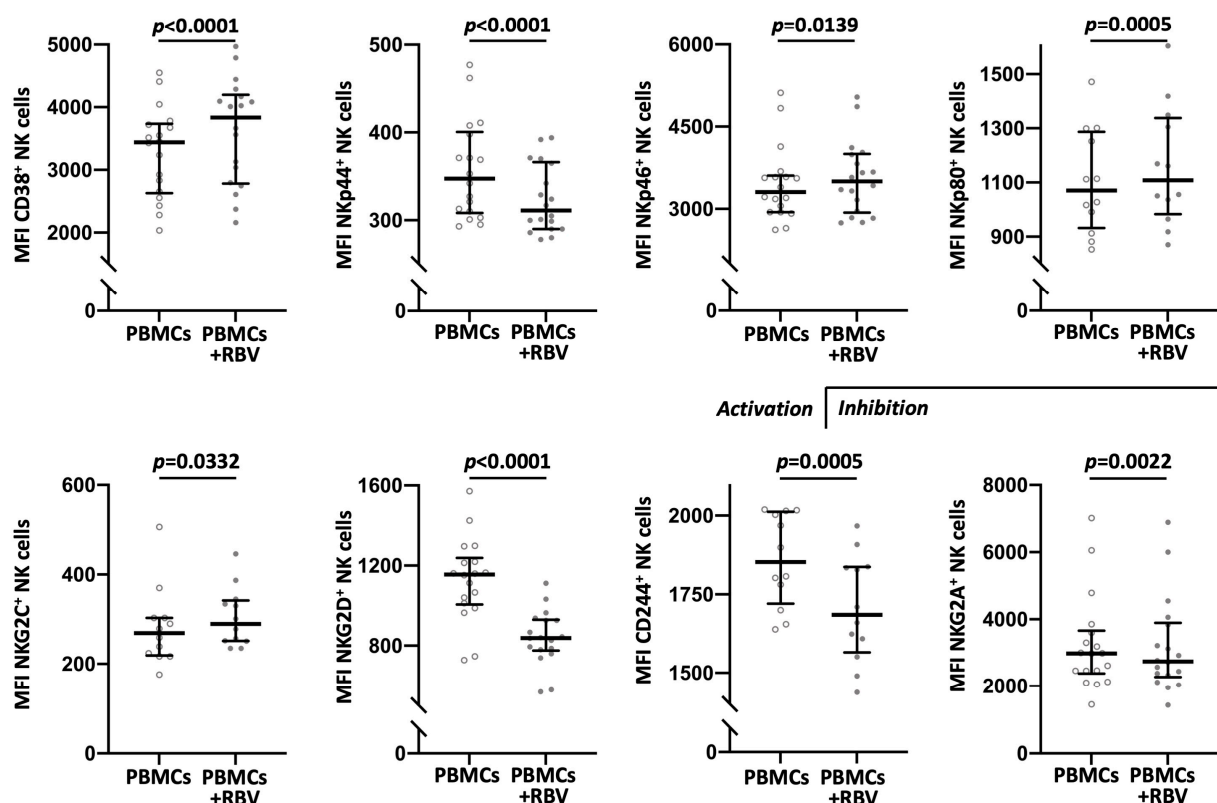 p<0.0001
MFI CD38⁺ NK cells
5000
4000
3000
2000
0
PBMCs
PBMCs
+RBV
p<0.0001
MFI NKp44⁺ NK cells
500
400
300
0
PBMCs
PBMCs
+RBV
p=0.0139
MFI NKp46⁺ NK cells
6000
4500
3000
0
PBMCs
PBMCs
+RBV
p=0.0005
MFI NKp80⁺ NK cells
1500
1300
1100
900
0
PBMCs
PBMCs
+RBV
Activation
Inhibition
p=0.0332
MFI NKG2C⁺ NK cells
600
400
200
0
PBMCs
PBMCs
+RBV
p<0.0001
MFI NKG2D⁺ NK cells
1600
1200
800
0
PBMCs
PBMCs
+RBV
p=0.0005
MFI CD244⁺ NK cells
2000
1750
1500
0
PBMCs
PBMCs
+RBV
p=0.0022
MFI NKG2A⁺ NK cells
8000
6000
4000
2000
0
PBMCs
PBMCs
+RBV